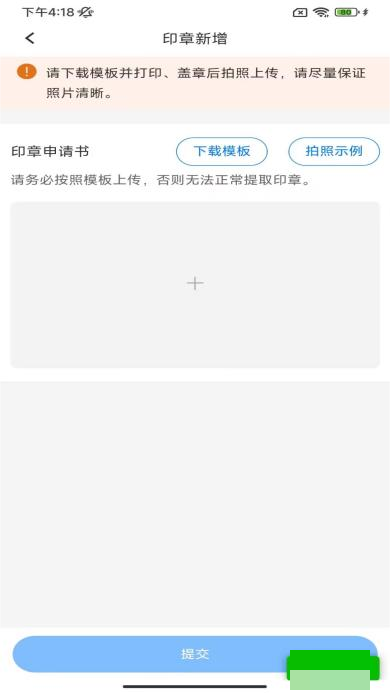 下午4:18
80
印章新增
!
请下载模板并打印、盖章后拍照上传，请尽量保证
照片清晰。
印章申请书
下载模板
拍照示例
请务必按照模板上传，否则无法正常提取印章。
提交